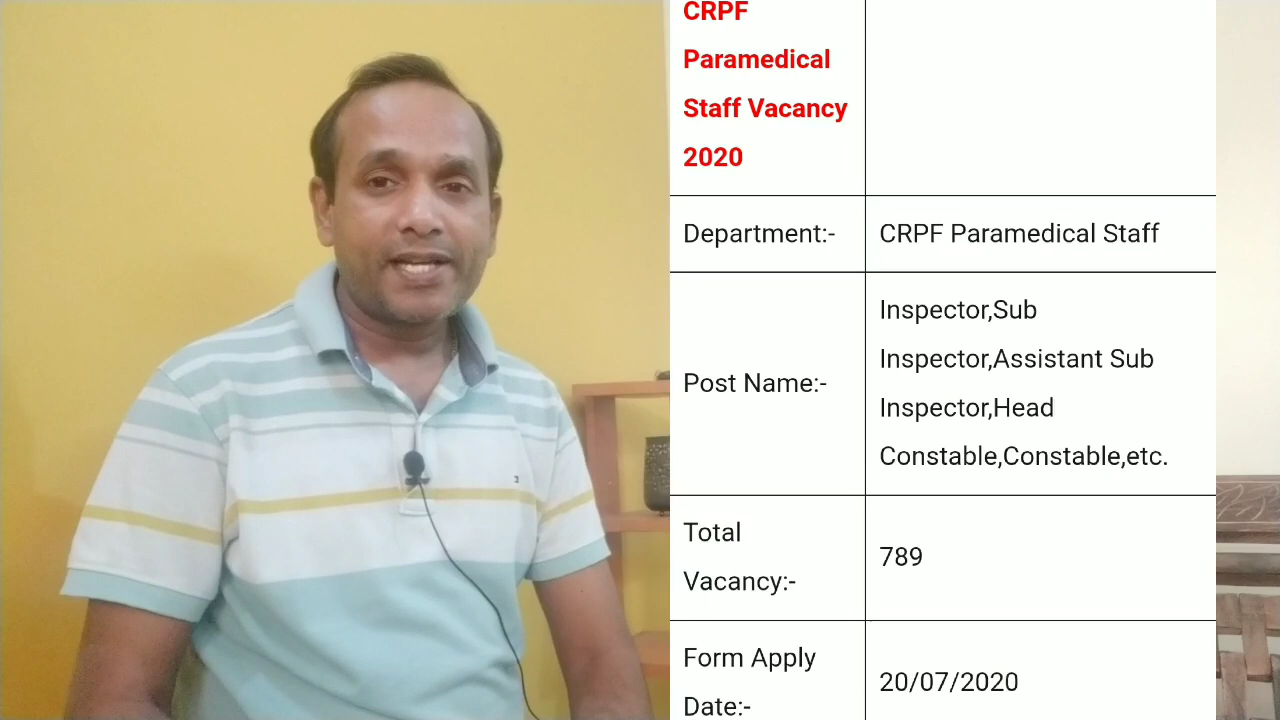 CRPF
Paramedical
Staff Vacancy
2020
Department:-
CRPF Paramedical Staff
Post Name:-
Inspector,Sub
Inspector,Assistant Sub
Inspector,Head
Constable,Constable,etc.
Total
Vacancy:-
789
Form Apply
Date:-
20/07/2020